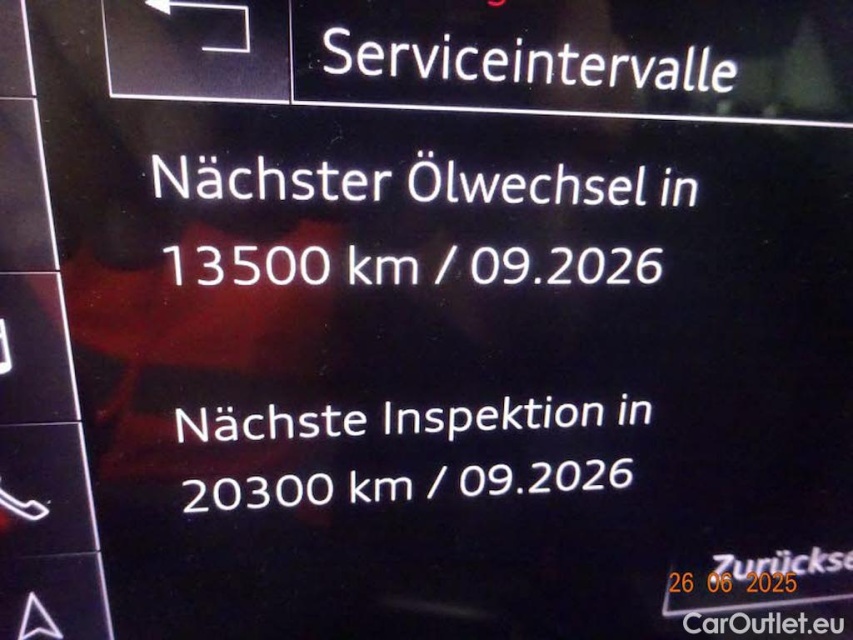 Serviceintervalle
Nächster Ölwechsel in
13500 km / 09.2026
Nächste Inspektion in
20300 km / 09.2026
Zurückse
26 06 2025
CarOutlet.eu